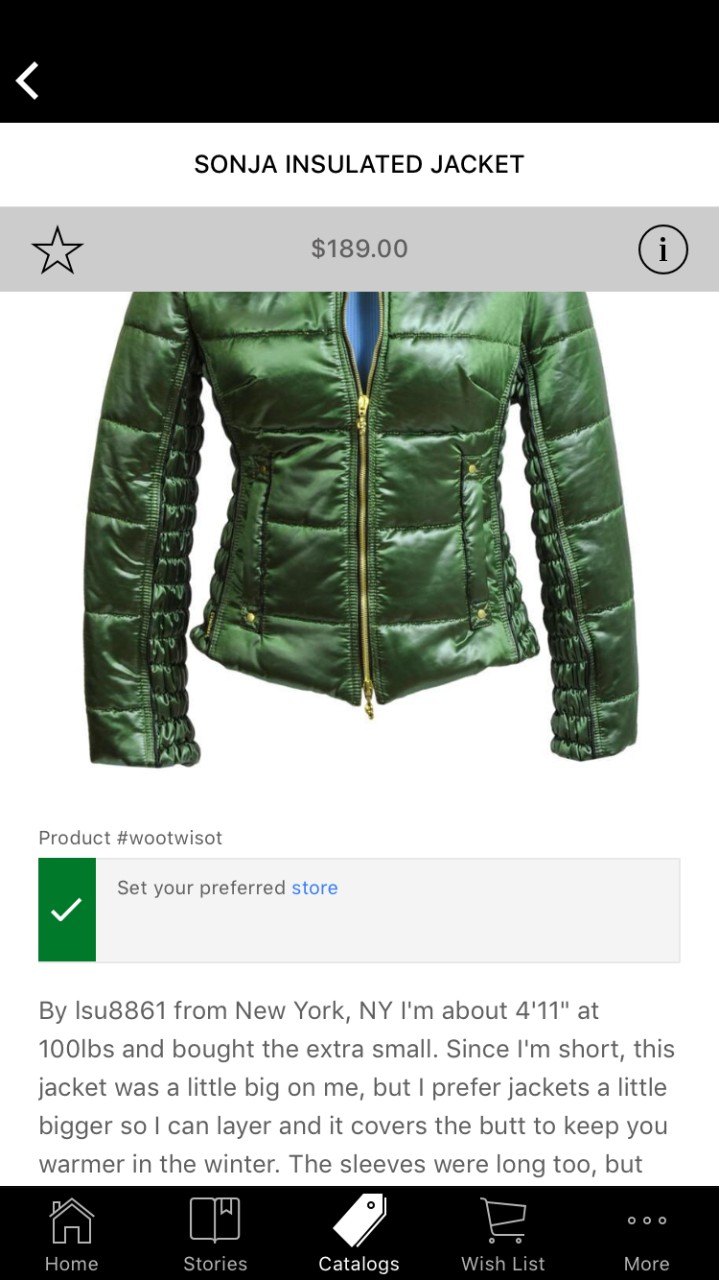 SONJA INSULATED JACKET
$189.00
i
Product #wootwisot
Set your preferred store
By lsu8861 from New York, NY I'm about 4'11" at
100lbs and bought the extra small. Since I'm short, this
jacket was a little big on me, but I prefer jackets a little
bigger so I can layer and it covers the butt to keep you
warmer in the winter. The sleeves were long too, but
Home Stories Catalogs Wish List More